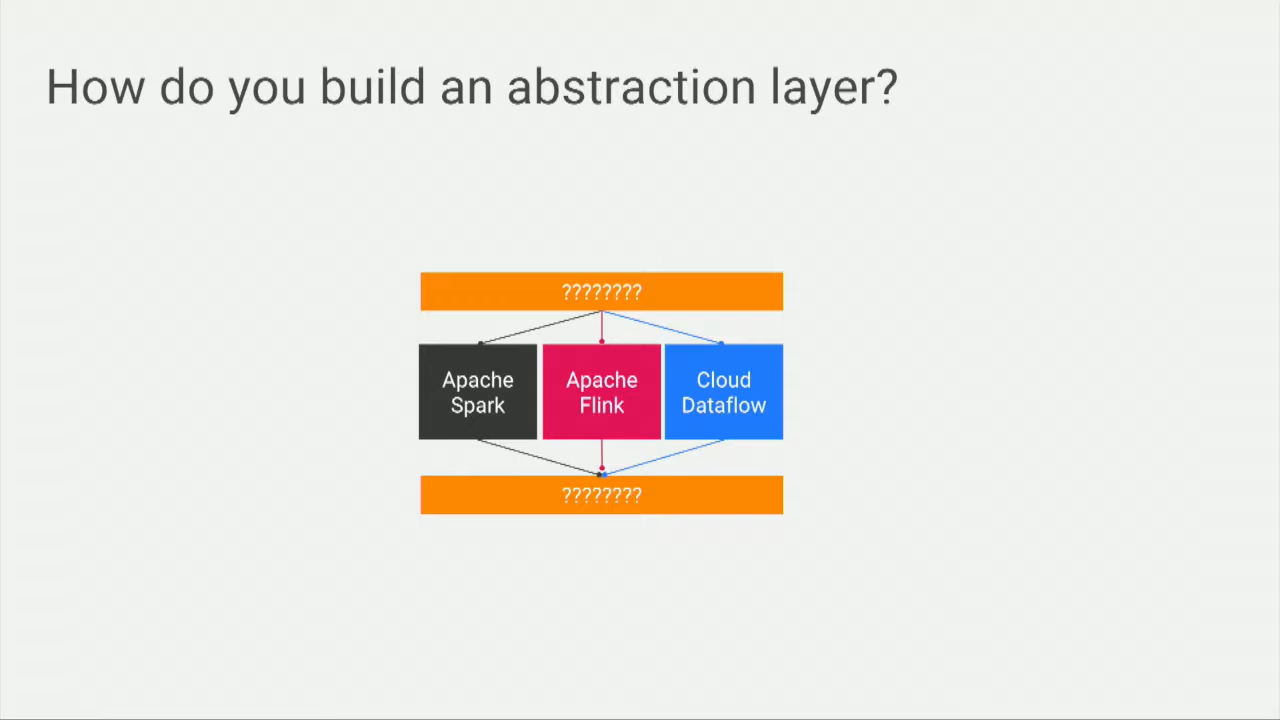 How do you build an abstraction layer?
????????
Apache
Spark
Apache
Flink
Cloud
Dataflow
????????